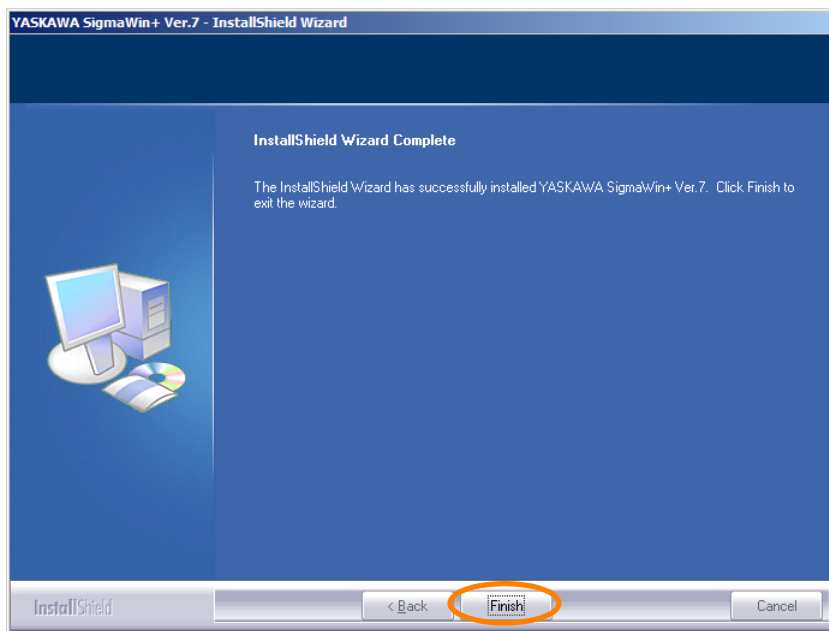 YASKAWA SigmaWin+ Ver.7 - InstallShield Wizard
InstallShield Wizard Complete
The InstallShield Wizard has successfully installed YASKAWA SigmaWin+ Ver.7. Click Finish to
exit the wizard.
InstallShield
< Back
Finish
Cancel